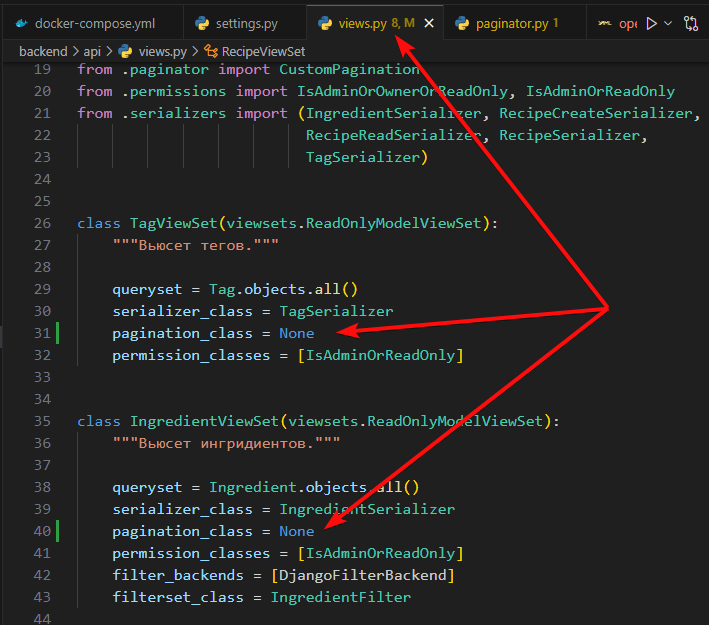 docker-compose.yml settings.py views.py 8, M paginator.py 1 ope
backend > api > views.py > RecipeViewSet
19 from .paginator import CustomPagination
20 from .permissions import IsAdminOrOwnerOrReadOnly, IsAdminOrReadOnly
21 from .serializers import (IngredientSerializer, RecipeCreateSerializer,
22 RecipeReadSerializer, RecipeSerializer,
23 TagSerializer)
24
25
26 class TagViewSet(viewsets.ReadOnlyModelViewSet):
27 """Вьюсет тегов."""
28
29 queryset = Tag.objects.all()
30 serializer_class = TagSerializer
31 pagination_class = None
32 permission_classes = [IsAdminOrReadOnly]
33
34
35 class IngredientViewSet(viewsets.ReadOnlyModelViewSet):
36 """Вьюсет ингридиентов."""
37
38 queryset = Ingredient.objects.all()
39 serializer_class = IngredientSerializer
40 pagination_class = None
41 permission_classes = [IsAdminOrReadOnly]
42 filter_backends = [DjangoFilterBackend]
43 filterset_class = IngredientFilter
44